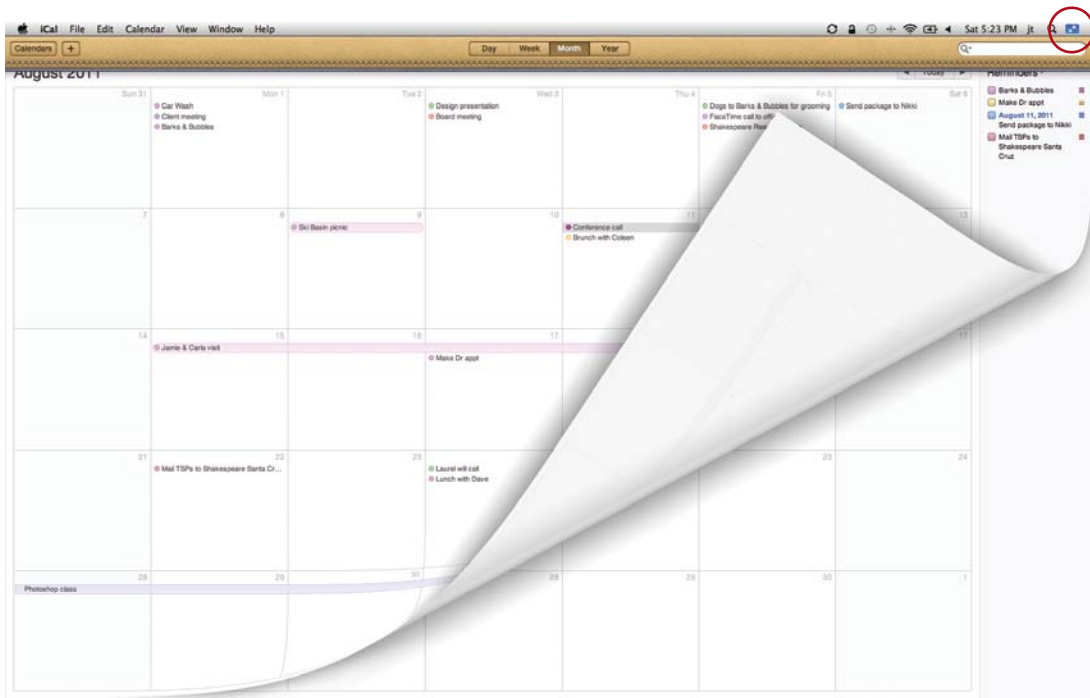 iCal File Edit Calendar View Window Help Sat 5:23 PM jt
Calendars + Day Week Month Year
August 2011 Today Reminders
Sun 31 Mon 1 Tue 2 Wed 3 Thu 4 Fri 5 Sat 6
Car Wash
Client meeting
Barks & Bubbles
Design presentation
Board meeting
Dogs to Barks & Bubbles for grooming
FaceTime call to
Shakespeare
Send package to Nikki
Barks & Bubbles
Make Dr appt
August 11, 2011
Send package to Nikki
Mail TSPs to
Shakespeare Santa
Cruz
7 8 9 10 11 13
Ski Basin picnic
Conference call
Brunch with Coleen
14 15 16 17 17
Jamie & Carla visit
Make Dr appt
21 22 23 23 24
Mail TSPs to Shakespeare Santa Cr...
Laurel will call
Lunch with Dave
28 29 30 28 29 30 1
Photoshop class